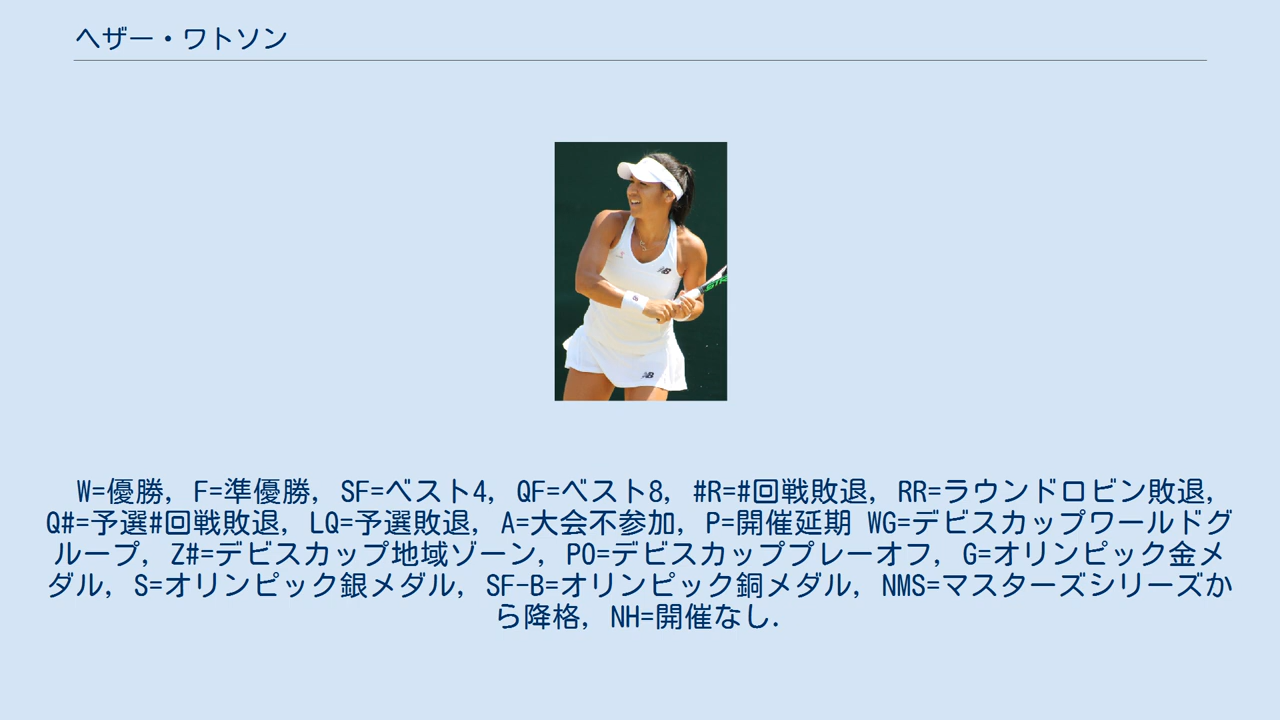 ヘザー・ワトソン
W=優勝, F=準優勝, SF=ベスト4, QF=ベスト8, #R=#回戦敗退, RR=ラウンドロビン敗退,
Q#=予選#回戦敗退, LQ=予選敗退, A=大会不参加, P=開催延期 WG=デビスカップワールドグ
ループ, Z#=デビスカップ地域ゾーン, PO=デビスカッププレーオフ, G=オリンピック金メ
ダル, S=オリンピック銀メダル, SF-B=オリンピック銅メダル, NMS=マスターズシリーズか
ら降格, NH=開催なし.